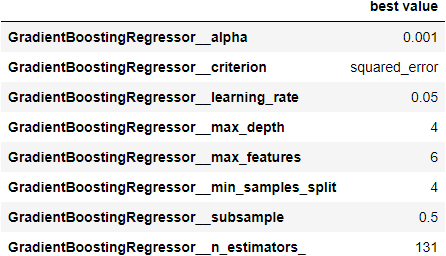 best value
GradientBoostingRegressor__alpha 0.001
GradientBoostingRegressor__criterion squared_error
GradientBoostingRegressor__learning_rate 0.05
GradientBoostingRegressor__max_depth 4
GradientBoostingRegressor__max_features 6
GradientBoostingRegressor__min_samples_split 4
GradientBoostingRegressor__subsample 0.5
GradientBoostingRegressor__n_estimators_ 131